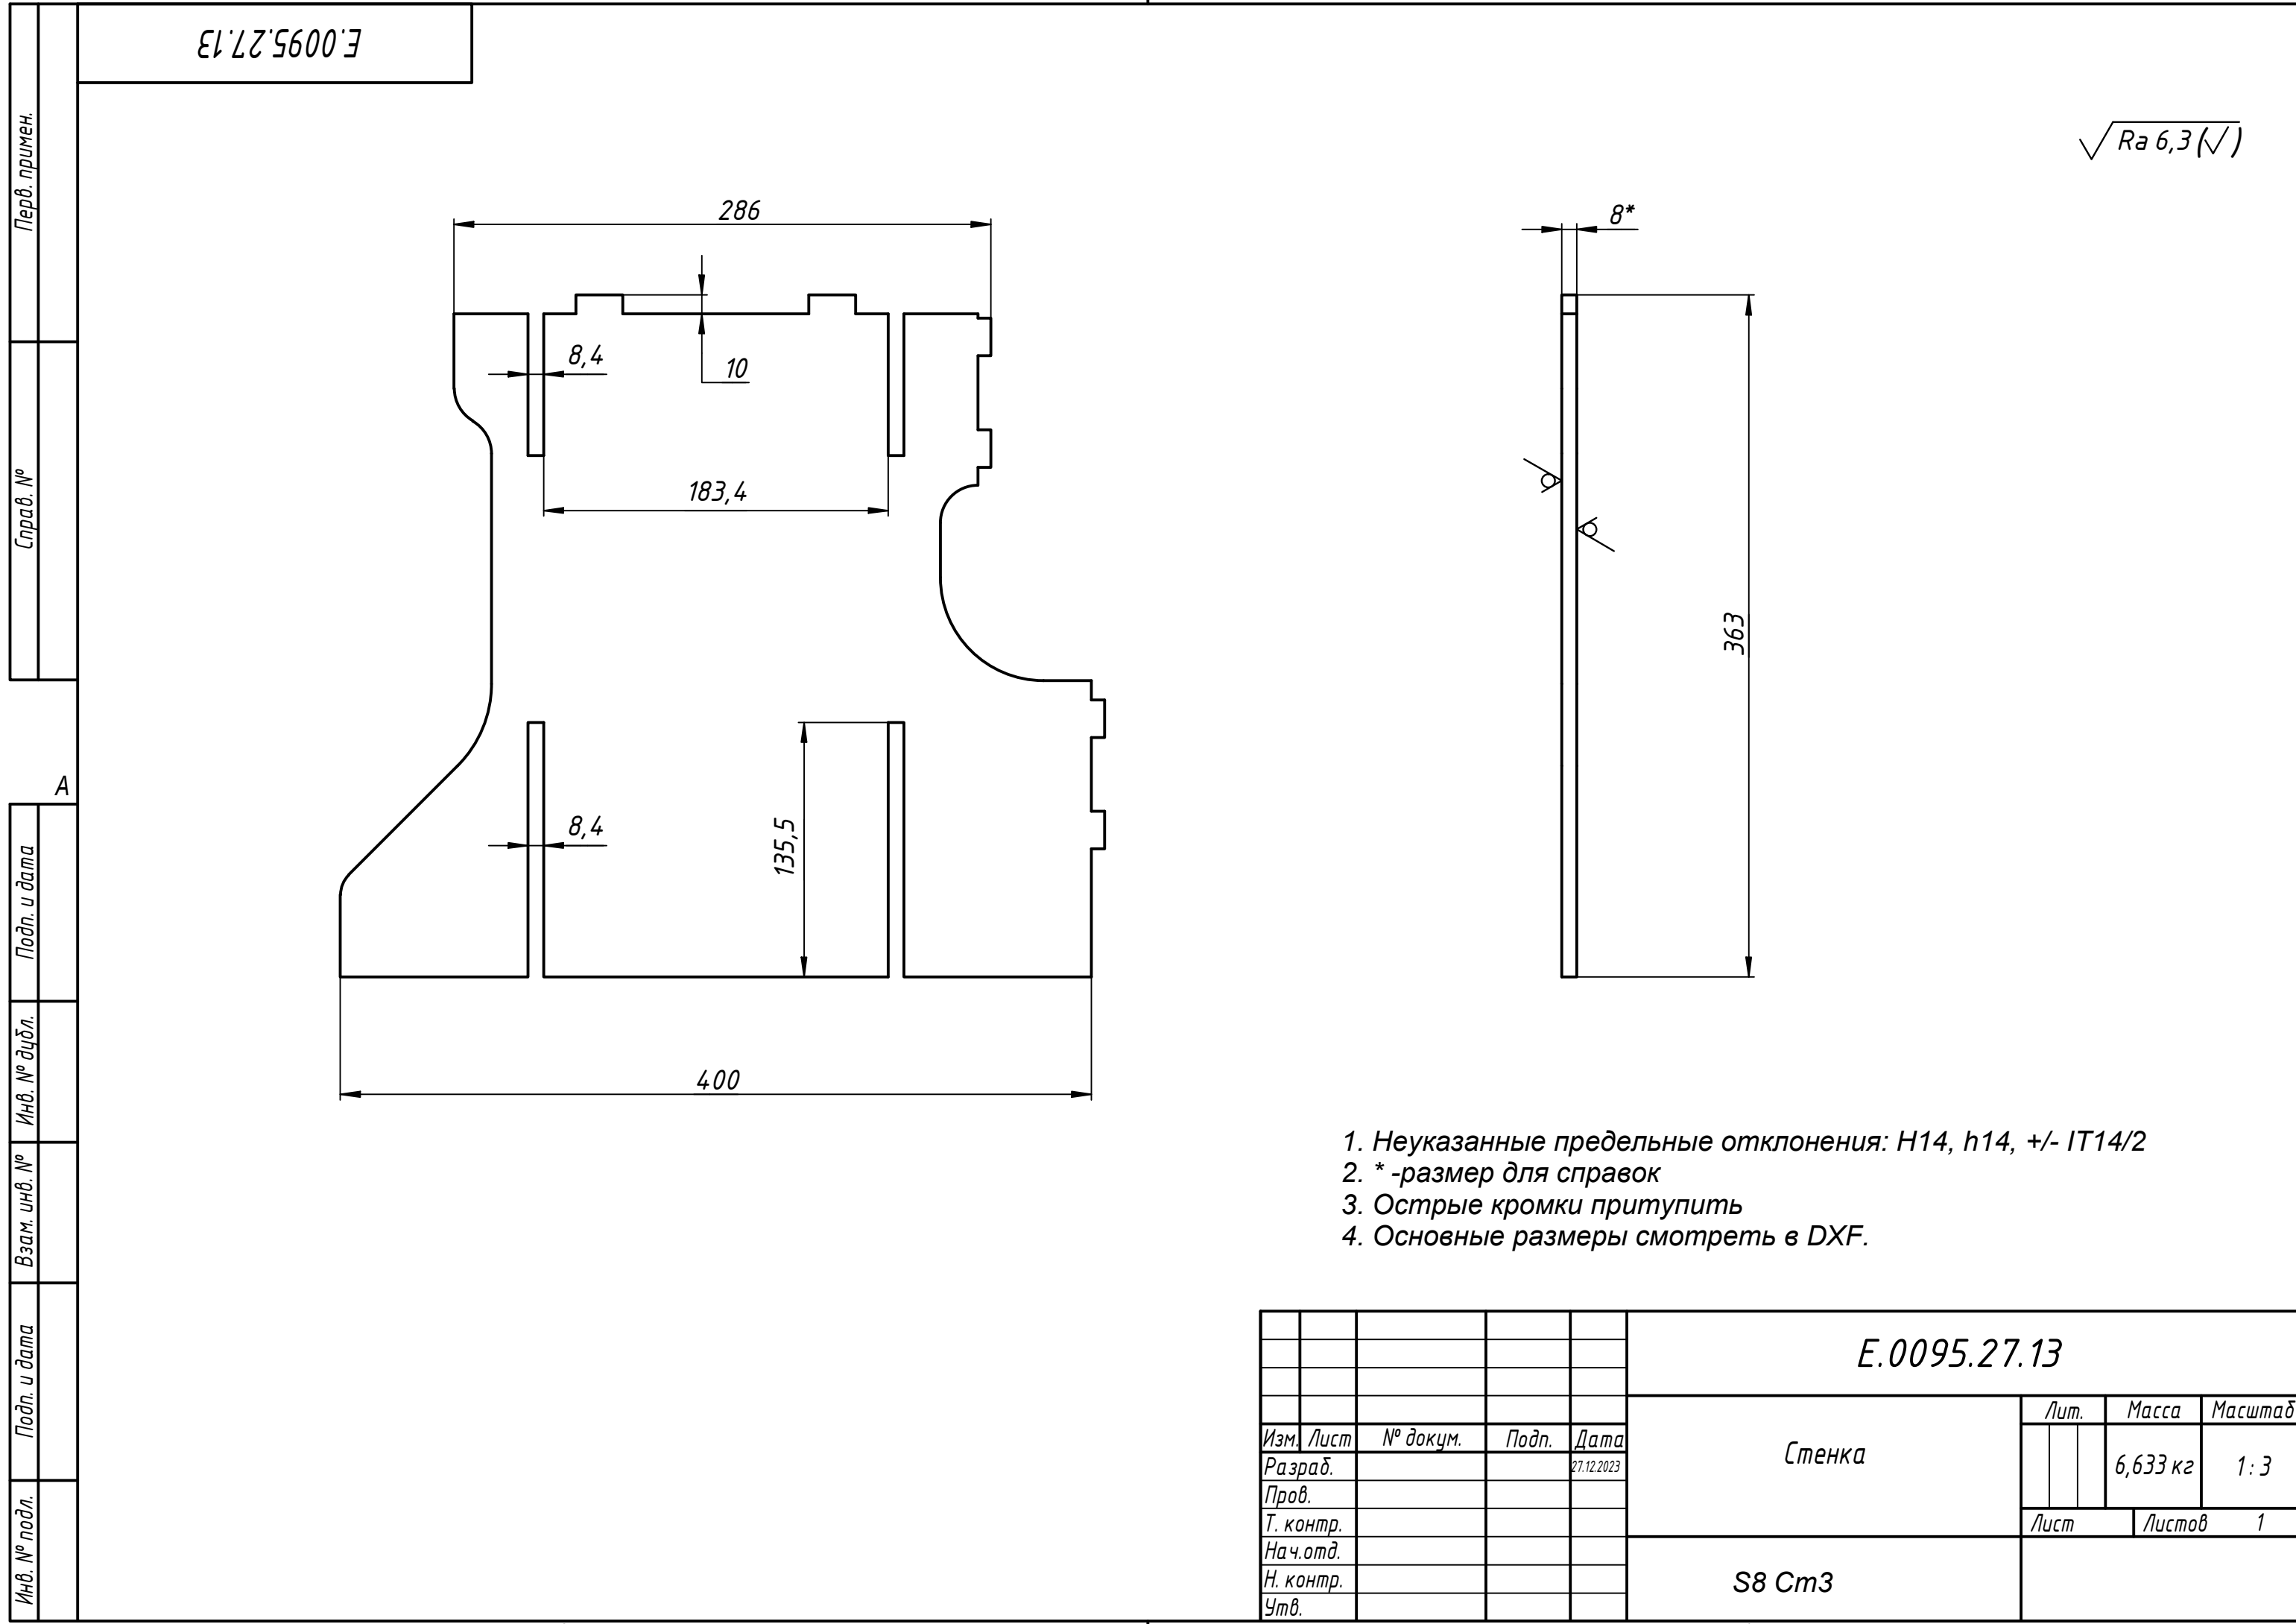 Е.0095.27.13
Перв. примен.
Справ. №
Подп. и дата
Инв. № дубл.
Взам. инв. №
Подп. и дата
Инв. № подл.
А
Ra 6,3 (√)
286
8*
8,4
10
183,4
363
8,4
135,5
400
1. Неуказанные предельные отклонения: H14, h14, +/- IT14/2
2. * -размер для справок
3. Острые кромки притупить
4. Основные размеры смотреть в DXF.
Е.0095.27.13
Изм. Лист № докум. Подп. Дата
Разраб. 27.12.2023
Пров.
Т. контр.
Нач.отд.
Н. контр.
Утв.
Стенка
Лит. Масса Масштаб
6,633 кг 1 : 3
Лист Листов 1
S8 Ст3